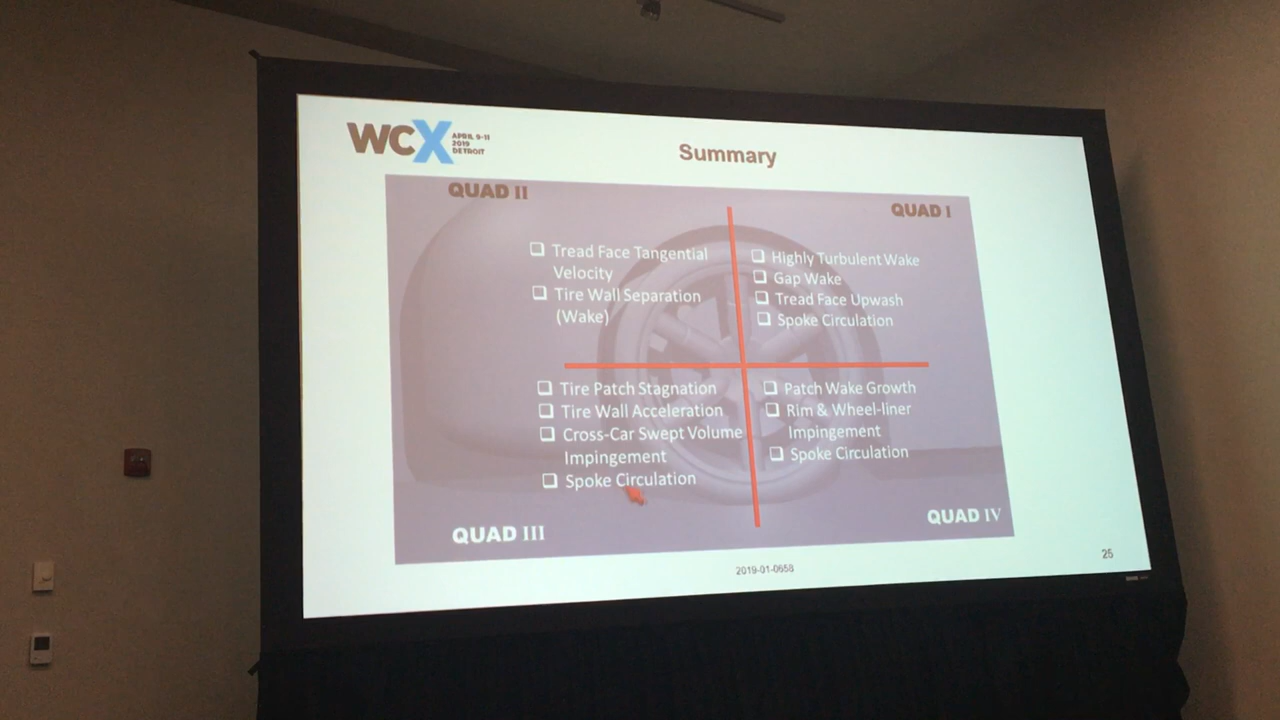 WCX
APRIL 9-11
2019
DETROIT
Summary
QUAD II
QUAD I
❑ Tread Face Tangential
Velocity
❑ Tire Wall Separation
(Wake)
❑ Highly Turbulent Wake
❑ Gap Wake
❑ Tread Face Upwash
❑ Spoke Circulation
❑ Tire Patch Stagnation
❑ Tire Wall Acceleration
❑ Cross-Car Swept Volume
Impingement
❑ Spoke Circulation
❑ Patch Wake Growth
❑ Rim & Wheel-liner
Impingement
❑ Spoke Circulation
QUAD III
QUAD IV
2019-01-0658
25